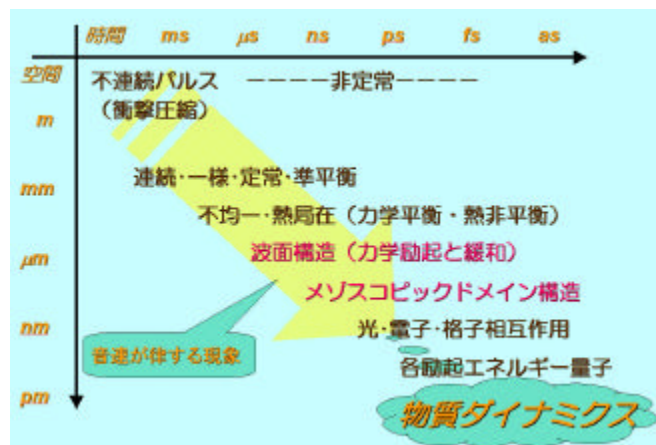 時間 ms μs ns ps fs as
空間
不連続パルス ーーーー非定常ーーーー
（衝撃圧縮）
m
連続・一様・定常・準平衡
mm
不均一・熱局在（力学平衡・熱非平衡）
波面構造（力学励起と緩和）
μm
メゾスコピックドメイン構造
nm
光・電子・格子相互作用
音速が伴する現象
各励起エネルギー量子
pm
物質ダイナミクス